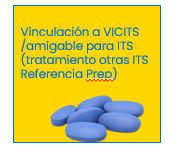 Vinculación a VICITS
/amigable para ITS
(tratamiento otras ITS
Referencia Prep)